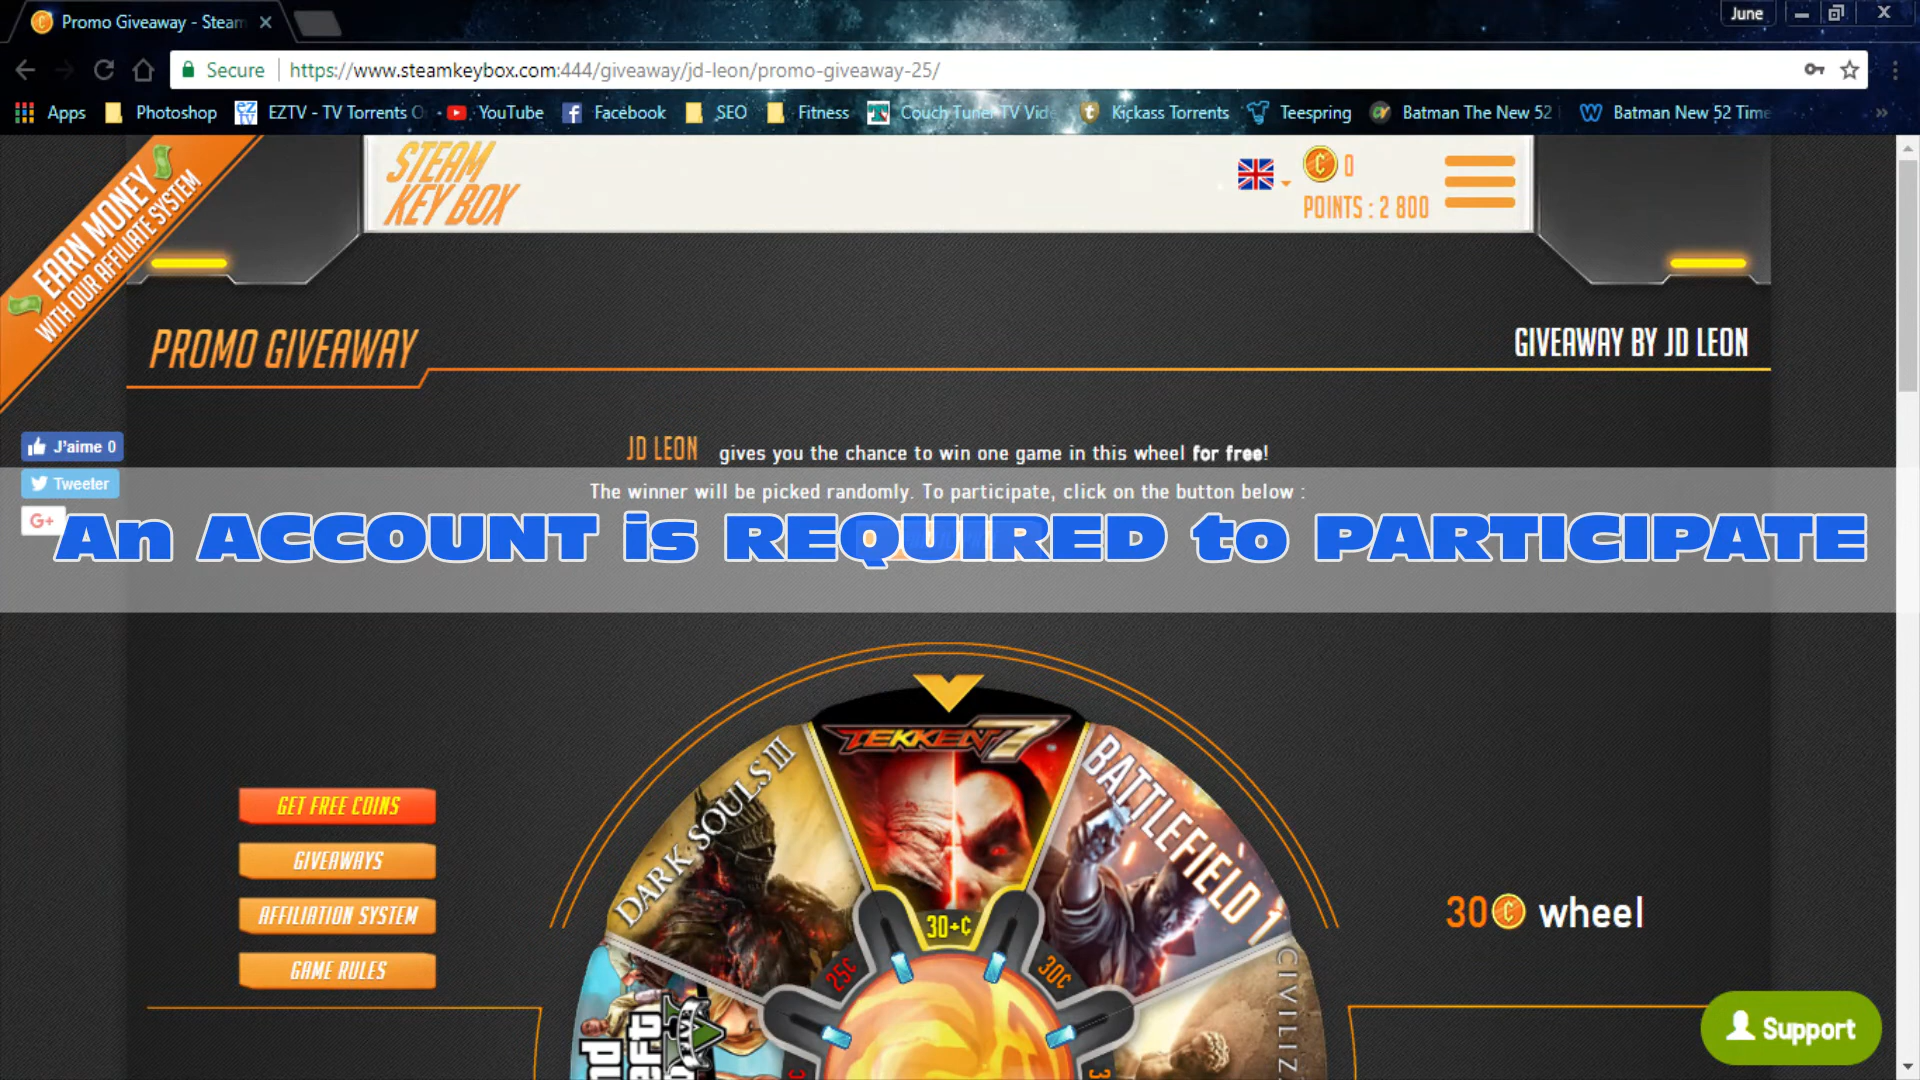 Promo Giveaway - Steam
June
Secure
https://www.steamkeybox.com:444/giveaway/jd-leon/promo-giveaway-25/
Apps
Photoshop
EZTV - TV Torrents O
YouTube
Facebook
SEO
Fitness
Couch Tuner TV Vid
Kickass Torrents
Teespring
Batman The New 52
Batman New 52 Time
EARN MONEY
WITH OUR AFFILIATE SYSTEM
STEAM
KEY BOX
0
POINTS : 2 800
PROMO GIVEAWAY
GIVEAWAY BY JD LEON
J'aime 0
Tweeter
G+
JD LEON gives you the chance to win one game in this wheel for free!
The winner will be picked randomly. To participate, click on the button below :
An ACCOUNT is REQUIRED to PARTICIPATE
DARK SOULS III
TEKKEN 7
BATTLEFIELD 1
GET FREE COINS
GIVEAWAYS
AFFILIATION SYSTEM
GAME RULES
25¢
30+¢
30¢
30 ¢ wheel
Support